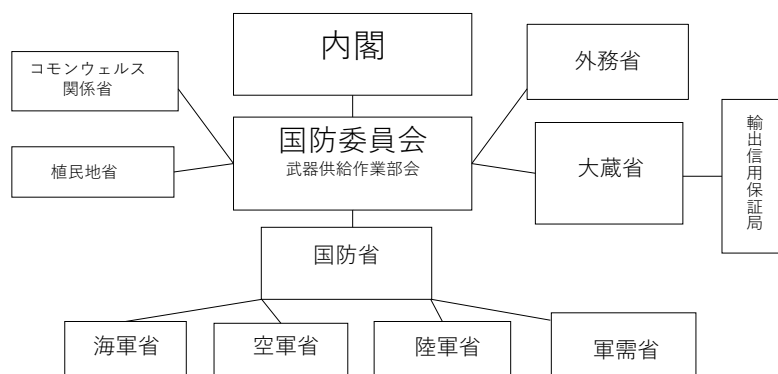 内閣
コモンウェルス
関係省
外務省
国防委員会
武器供給作業部会
植民地省
大蔵省
輸出信用保証局
国防省
海軍省
空軍省
陸軍省
軍需省